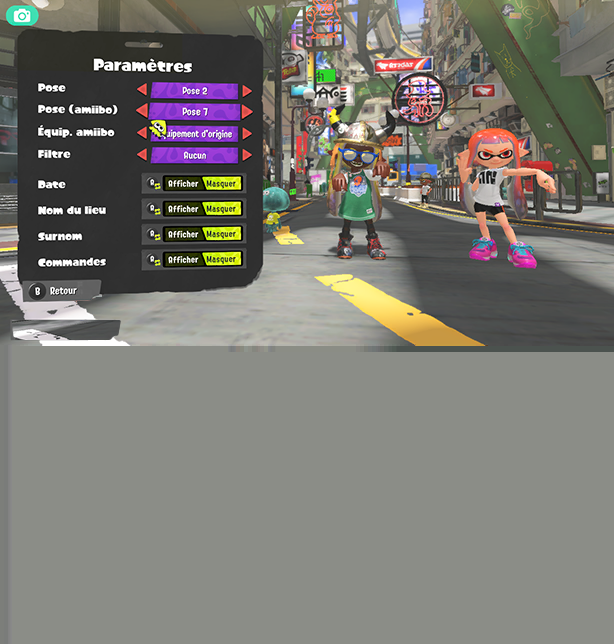 Paramètres
Pose
Pose 2
Pose (amiibo)
Pose 7
Équip. amiibo
uipement d'origine
Filtre
Aucun
Date
Afficher Masquer
Nom du lieu
Afficher Masquer
Surnom
Afficher Masquer
Commandes
Afficher Masquer
B Retour